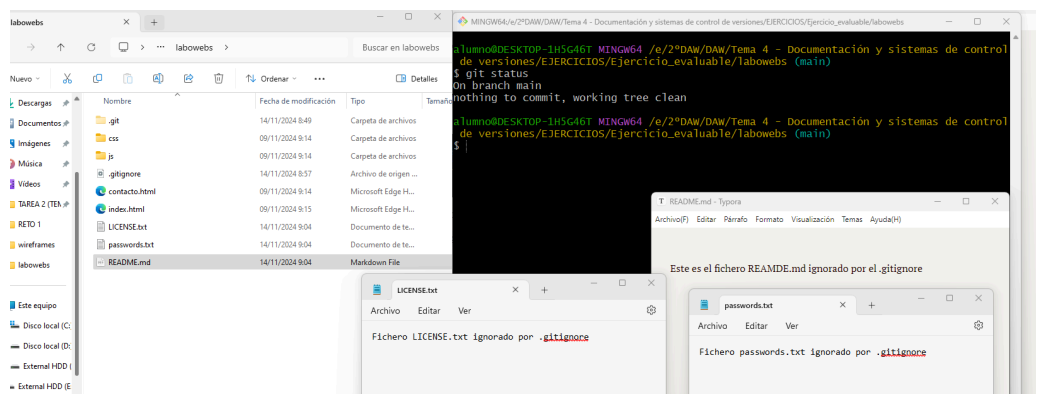 labowebs
labowebs
Buscar en labowebs
Nuevo
Ordenar
Detalles
Nombre
Fecha de modificación
Tipo
Tamaño
Descargas
Documentos
Imágenes
Música
Vídeos
TAREA 2 (TEM
RETO 1
wireframes
labowebs
Este equipo
Disco local (C:
Disco local (D:
External HDD (
External HDD (E
.git 14/11/2024 8:49 Carpeta de archivos
css 09/11/2024 9:14 Carpeta de archivos
js 09/11/2024 9:14 Carpeta de archivos
.gitignore 14/11/2024 8:57 Archivo de origen ...
contacto.html 09/11/2024 9:14 Microsoft Edge H...
index.html 09/11/2024 9:15 Microsoft Edge H...
LICENSE.txt 14/11/2024 9:04 Documento de te...
passwords.txt 14/11/2024 9:04 Documento de te...
README.md 14/11/2024 9:04 Markdown File
MINGW64:/e/2ºDAW/DAW/Tema 4 - Documentación y sistemas de control de versiones/EJERCICIOS/Ejercicio_evaluable/labowebs
alumno@DESKTOP-1H5G46T MINGW64 /e/2ºDAW/DAW/Tema 4 - Documentación y sistemas de control
de versiones/EJERCICIOS/Ejercicio_evaluable/labowebs (main)
$ git status
On branch main
nothing to commit, working tree clean
alumno@DESKTOP-1H5G46T MINGW64 /e/2ºDAW/DAW/Tema 4 - Documentación y sistemas de control
de versiones/EJERCICIOS/Ejercicio_evaluable/labowebs (main)
$
README.md - Typora
Archivo(F) Editar Párrafo Formato Visualización Temas Ayuda(H)
Este es el fichero REAMDE.md ignorado por el .gitignore
LICENSE.txt
Archivo Editar Ver
Fichero LICENSE.txt ignorado por .gitignore
passwords.txt
Archivo Editar Ver
Fichero passwords.txt ignorado por .gitignore